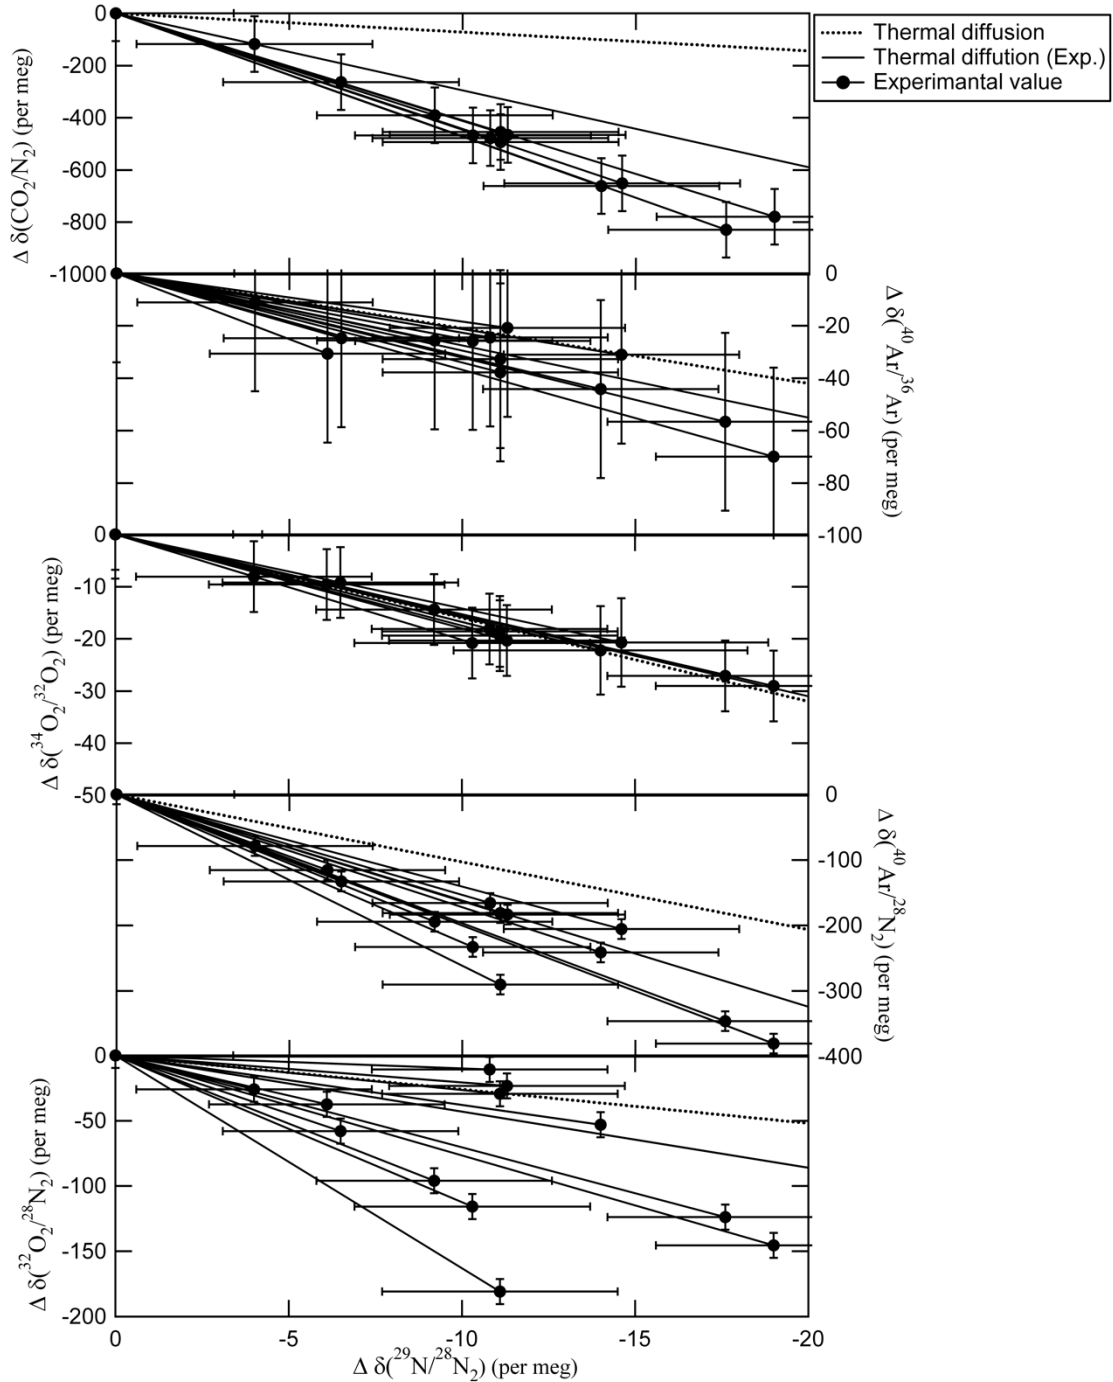 Thermal diffusion
Thermal diffution (Exp.)
Experimantal value
0
-200
-400
-600
-800
-1000
Δ δ(CO2/N2) (per meg)
0
-20
-40
-60
-80
-100
Δ δ(40Ar/36Ar) (per meg)
0
-10
-20
-30
-40
-50
Δ δ(34O2/32O2) (per meg)
0
-100
-200
-300
-400
Δ δ(40Ar/28N2) (per meg)
0
-50
-100
-150
-200
Δ δ(32O2/28N2) (per meg)
0 -5 -10 -15 -20
Δ δ(29N/28N2) (per meg)